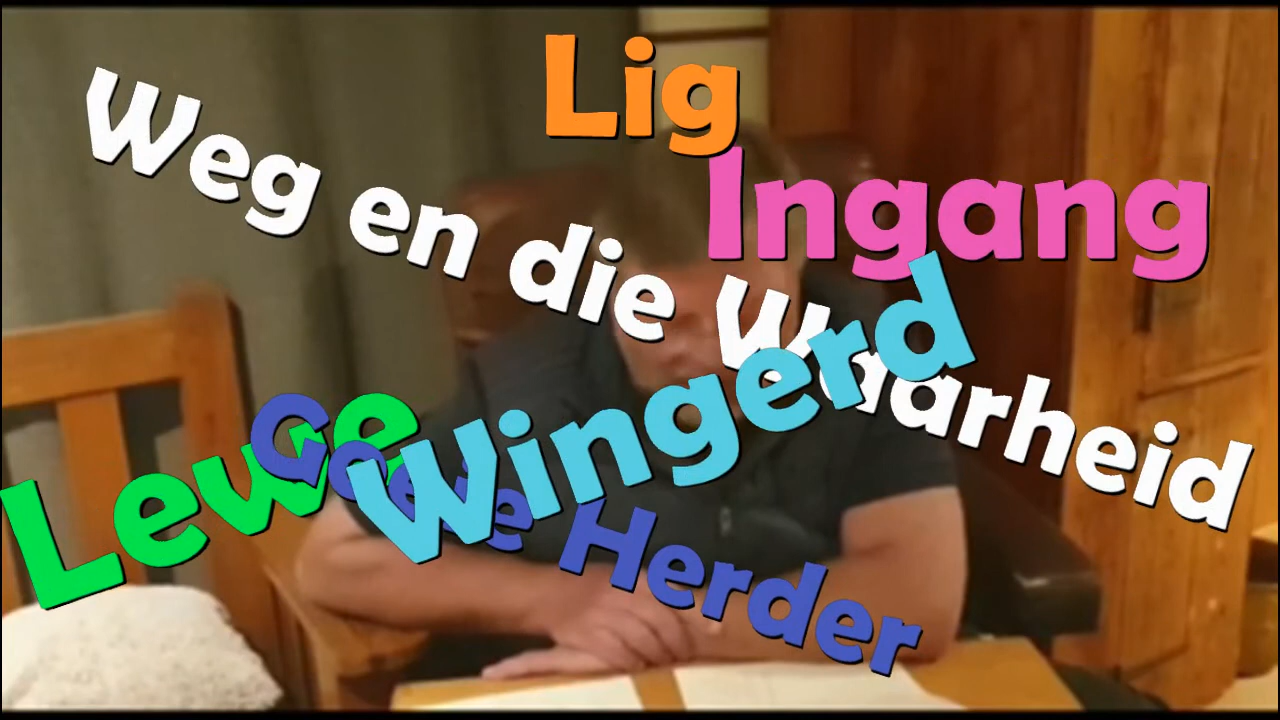 Lig
Ingang
Weg en die Waarheid
Wingerd
Lewe
Goeie Herder